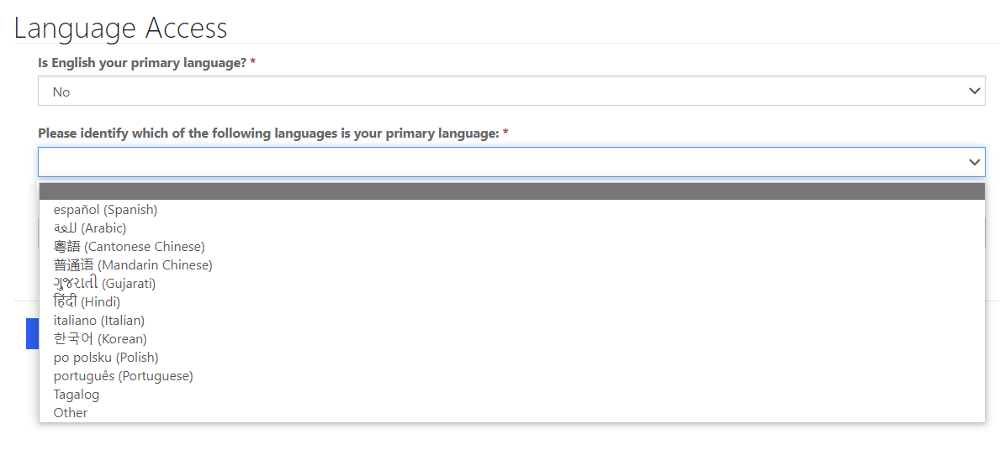 Language Access
Is English your primary language? *
No
Please identify which of the following languages is your primary language: *
español (Spanish)
للغة (Arabic)
粵語 (Cantonese Chinese)
普通语 (Mandarin Chinese)
ગુજરાતી (Gujarati)
हिंदी (Hindi)
italiano (Italian)
한국어 (Korean)
po polsku (Polish)
português (Portuguese)
Tagalog
Other